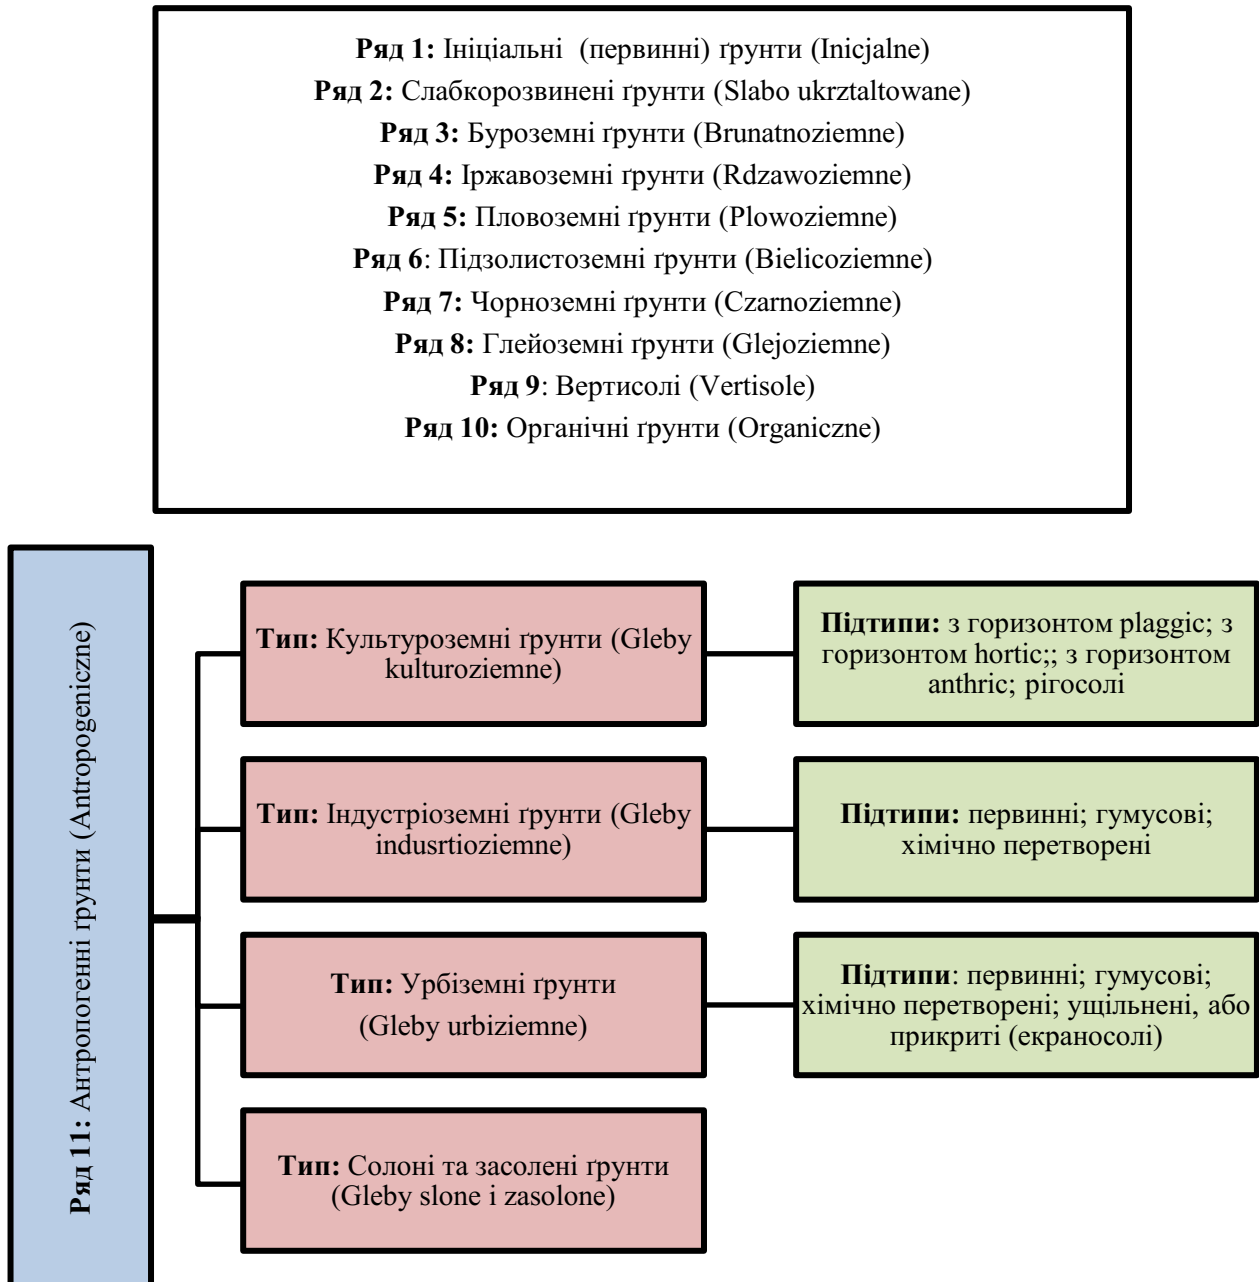 Ряд 1: Ініціальні (первинні) ґрунти (Inicjalne)
Ряд 2: Слабкорозвинені ґрунти (Slabo ukrztaltowane)
Ряд 3: Буроземні ґрунти (Brunatnoziemne)
Ряд 4: Іржавоземні ґрунти (Rdzawoziemne)
Ряд 5: Пловоземні ґрунти (Plowoziemne)
Ряд 6: Підзолистоземні ґрунти (Bielicoziemne)
Ряд 7: Чорноземні ґрунти (Czarnoziemne)
Ряд 8: Глейоземні ґрунти (Glejoziemne)
Ряд 9: Вертисолі (Vertisole)
Ряд 10: Органічні ґрунти (Organiczne)
Ряд 11: Антропогенні ґрунти (Antropogeniczne)
Тип: Культуроземні ґрунти (Gleby
kulturoziemne)
Підтипи: з горизонтом plaggic; з
горизонтом hortic;; з горизонтом
anthric; рігосолі
Тип: Індустріоземні ґрунти (Gleby
indusrtioziemne)
Підтипи: первинні; гумусові;
хімічно перетворені
Тип: Урбіземні ґрунти
(Gleby urbiziemne)
Підтипи: первинні; гумусові;
хімічно перетворені; ущільнені, або
прикриті (екраносолі)
Тип: Солоні та засолені ґрунти
(Gleby slone i zasolone)